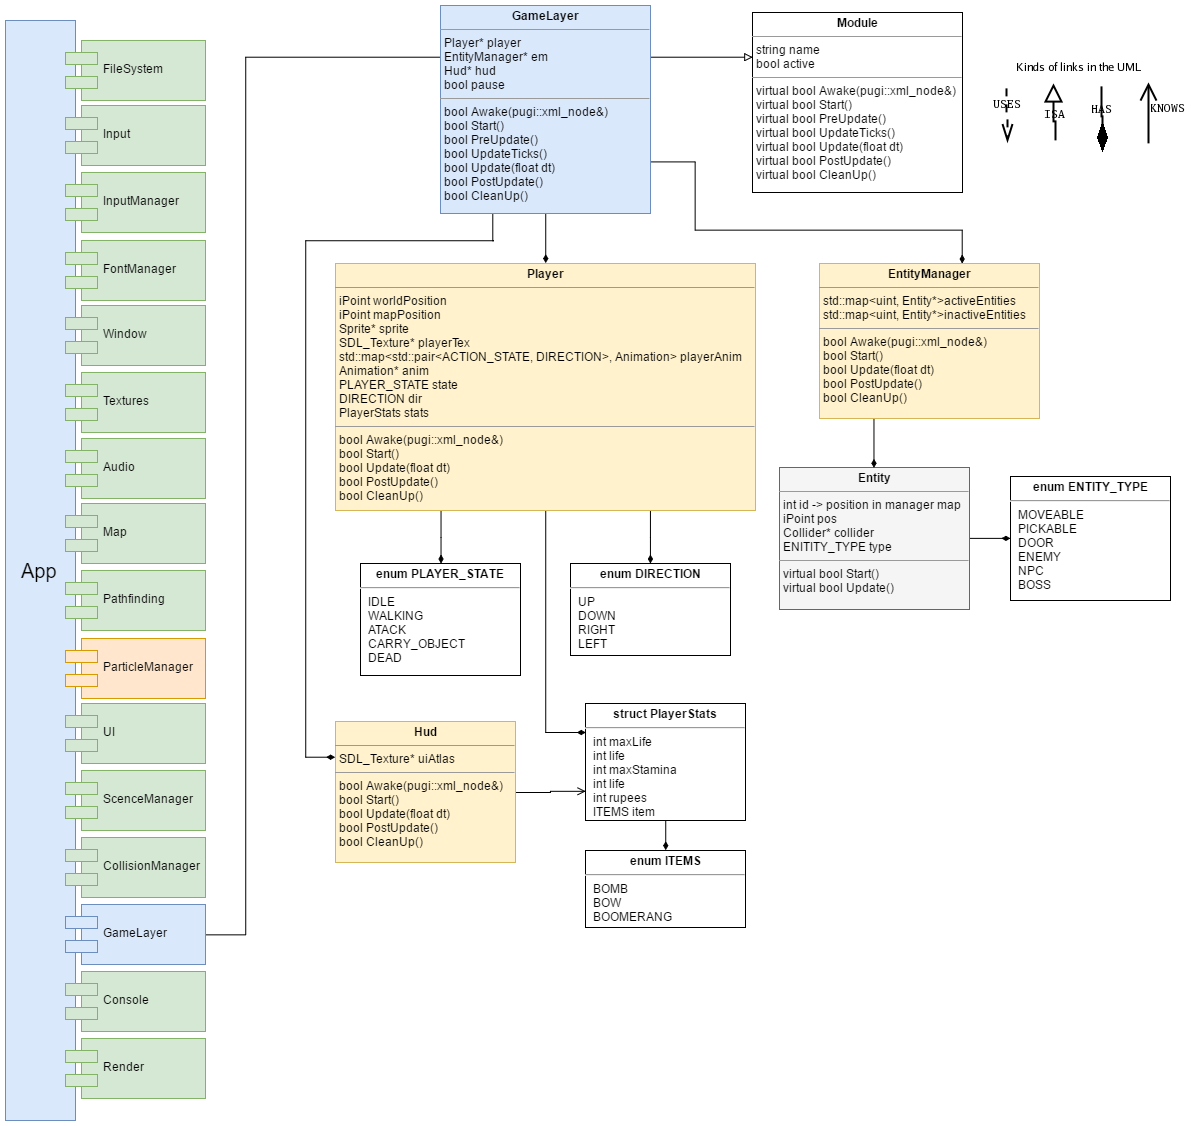 App
FileSystem
Input
InputManager
FontManager
Window
Textures
Audio
Map
Pathfinding
ParticleManager
UI
ScenceManager
CollisionManager
GameLayer
Console
Render
GameLayer
Player* player
EntityManager* em
Hud* hud
bool pause
bool Awake(pugi::xml_node&)
bool Start()
bool PreUpdate()
bool UpdateTicks()
bool Update(float dt)
bool PostUpdate()
bool CleanUp()
Module
string name
bool active
virtual bool Awake(pugi::xml_node&)
virtual bool Start()
virtual bool PreUpdate()
virtual bool UpdateTicks()
virtual bool Update(float dt)
virtual bool PostUpdate()
virtual bool CleanUp()
Kinds of links in the UML
USES
ISA
HAS
KNOWS
Player
iPoint worldPosition
iPoint mapPosition
Sprite* sprite
SDL_Texture* playerTex
std::map<std::pair<ACTION_STATE, DIRECTION>, Animation> playerAnim
Animation* anim
PLAYER_STATE state
DIRECTION dir
PlayerStats stats
bool Awake(pugi::xml_node&)
bool Start()
bool Update(float dt)
bool PostUpdate()
bool CleanUp()
EntityManager
std::map<uint, Entity*>activeEntities
std::map<uint, Entity*>inactiveEntities
bool Awake(pugi::xml_node&)
bool Start()
bool Update(float dt)
bool PostUpdate()
bool CleanUp()
Entity
int id -> position in manager map
iPoint pos
Collider* collider
ENITITY_TYPE type
virtual bool Start()
virtual bool Update()
enum ENTITY_TYPE
MOVEABLE
PICKABLE
DOOR
ENEMY
NPC
BOSS
enum PLAYER_STATE
IDLE
WALKING
ATACK
CARRY_OBJECT
DEAD
enum DIRECTION
UP
DOWN
RIGHT
LEFT
Hud
SDL_Texture* uiAtlas
bool Awake(pugi::xml_node&)
bool Start()
bool Update(float dt)
bool PostUpdate()
bool CleanUp()
struct PlayerStats
int maxLife
int life
int maxStamina
int life
int rupees
ITEMS item
enum ITEMS
BOMB
BOW
BOOMERANG